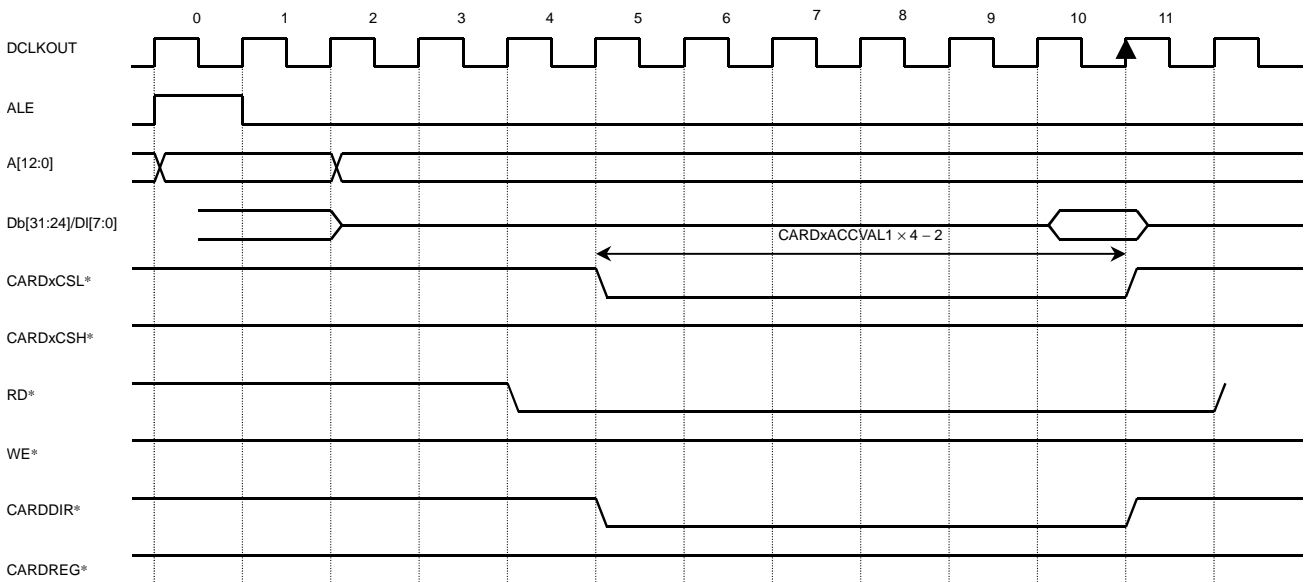 0 1 2 3 4 5 6 7 8 9 10 11
DCLKOUT
ALE
A[12:0]
Db[31:24]/Dl[7:0]
CARDxACCVAL1 × 4 – 2
CARDxCSL*
CARDxCSH*
RD*
WE*
CARDDIR*
CARDREG*